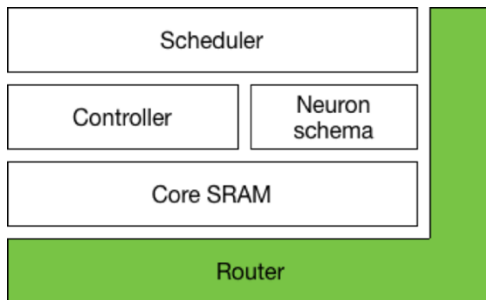 Scheduler
Controller
Neuron
schema
Core SRAM
Router